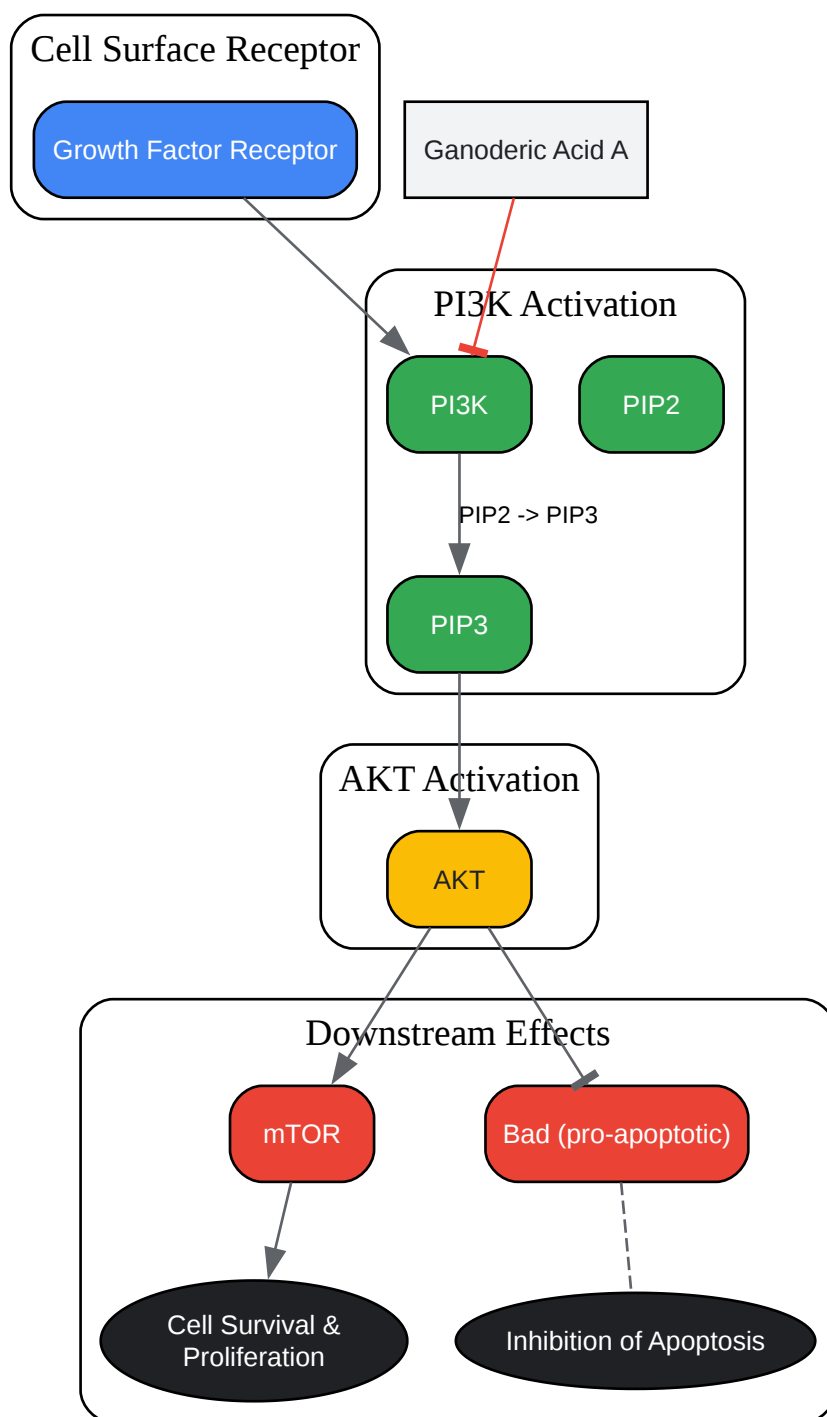 Cell Surface Receptor
Growth Factor Receptor
Ganoderic Acid A
PI3K Activation
PI3K
PIP2
PIP2 -> PIP3
PIP3
AKT Activation
AKT
Downstream Effects
mTOR
Bad (pro-apoptotic)
Cell Survival &
Proliferation
Inhibition of Apoptosis